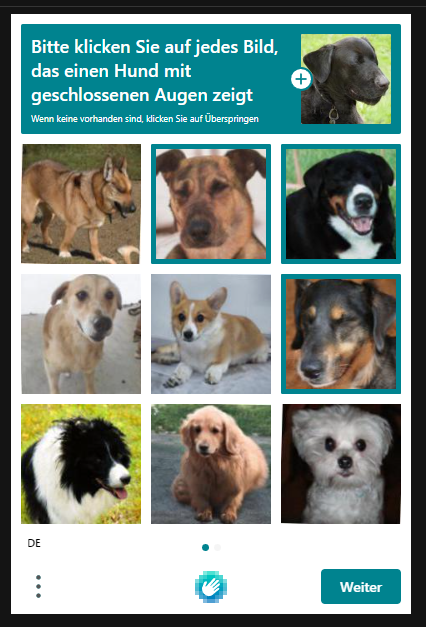 Bitte klicken Sie auf jedes Bild,
das einen Hund mit
geschlossenen Augen zeigt
Wenn keine vorhanden sind, klicken Sie auf Überspringen
DE
Weiter